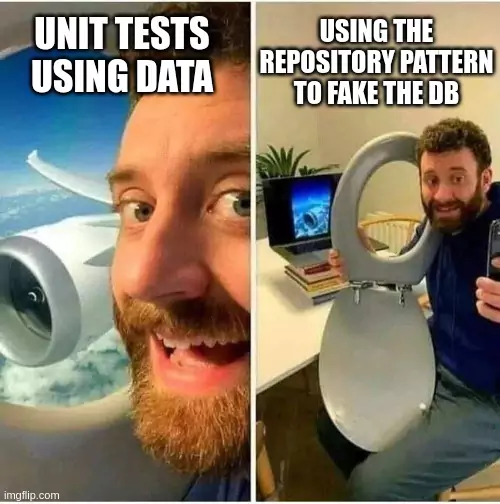 UNIT TESTS
USING DATA
USING THE
REPOSITORY PATTERN
TO FAKE THE DB
imgflip.com